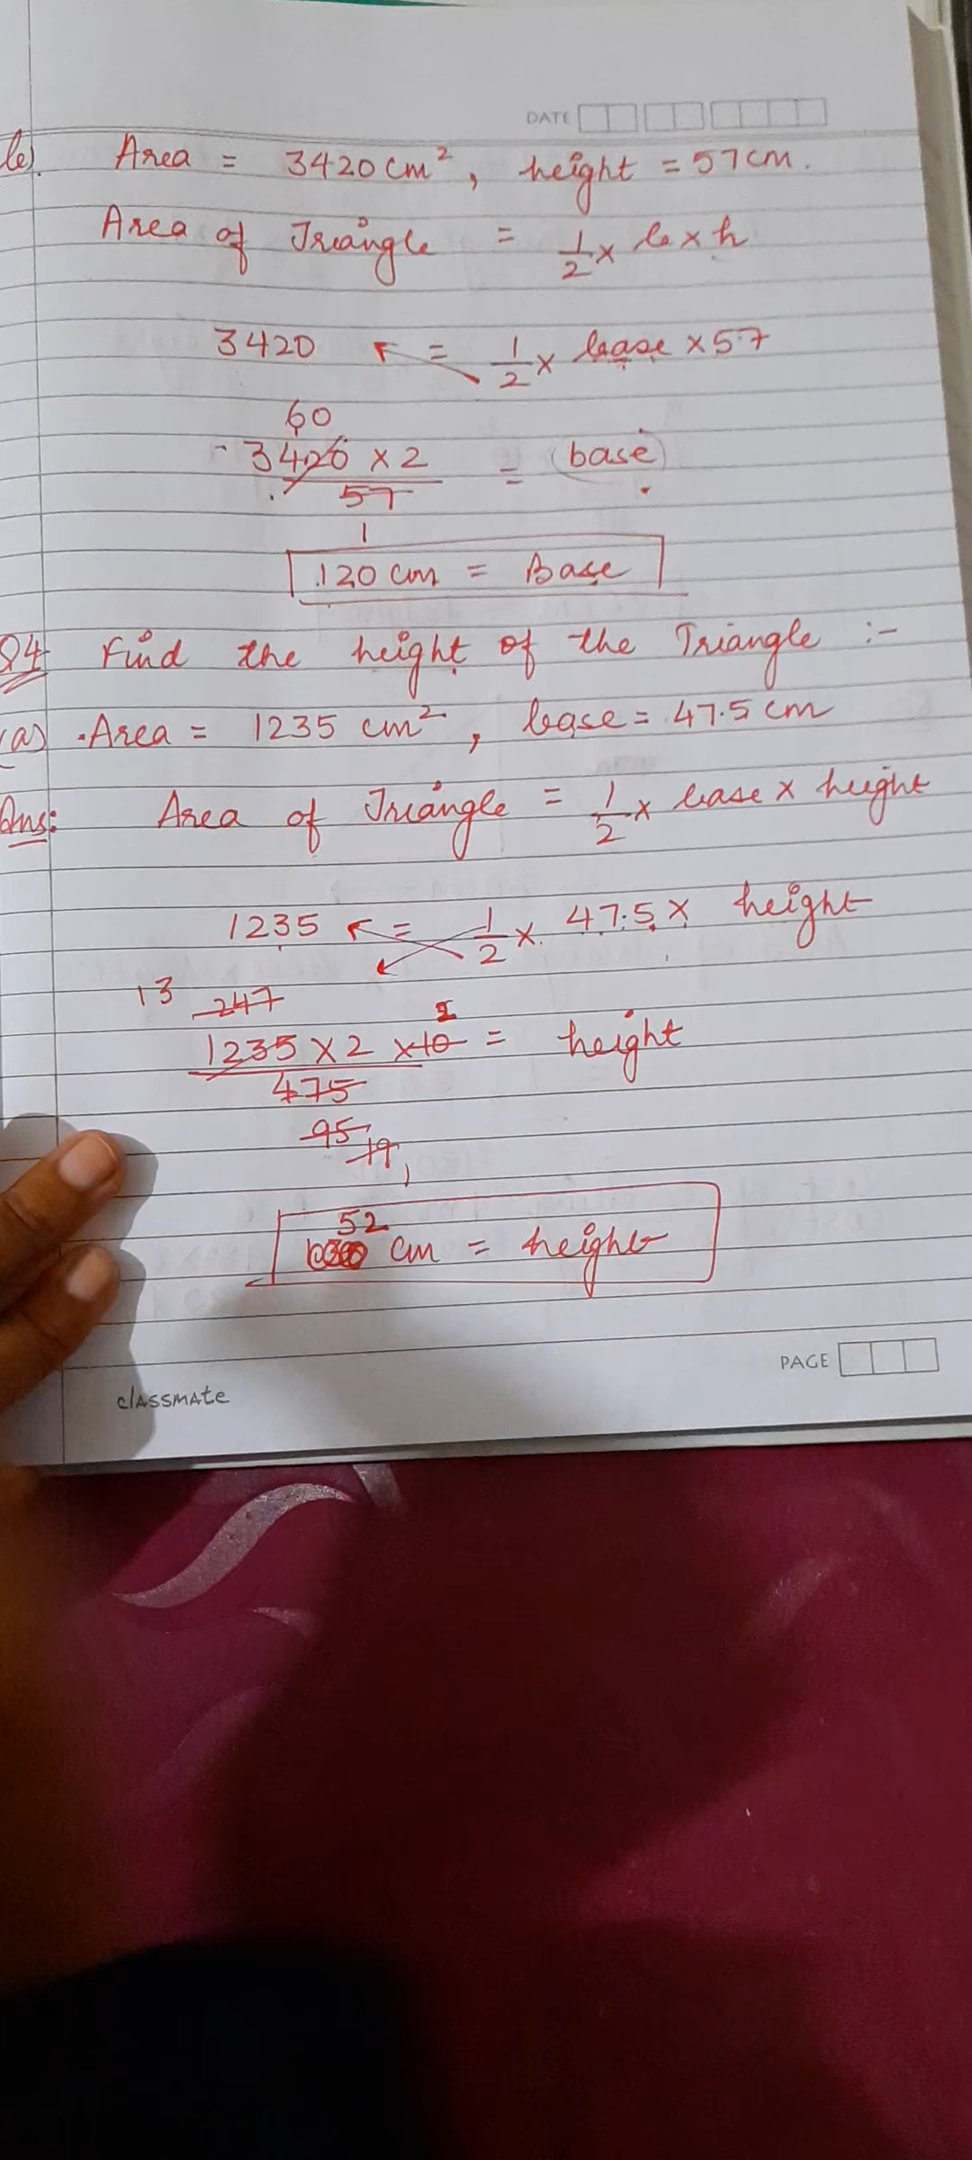 DATE
(b). Area = 3420 cm², height = 57 cm.
Area of Triangle = 1/2 × b × h
3420 = 1/2 × base × 57
60
3420 × 2 = base
57
1
120 cm = Base
Q4 Find the height of the Triangle :-
(a) Area = 1235 cm², base = 47.5 cm
Ans: Area of Triangle = 1/2 × base × height
1235 = 1/2 × 47.5 × height
13 247 2
1235 × 2 × 10 = height
475
95
19
1
52
cm = height
PAGE
classmate